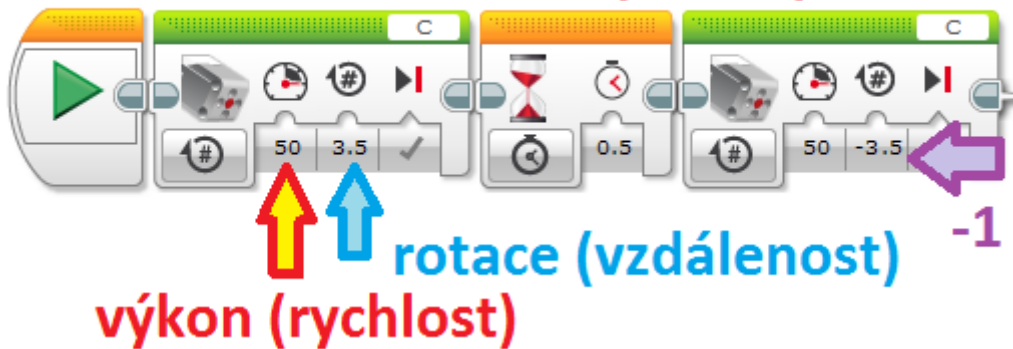 C C
# # #
50 3.5 0.5 # 50 -3.5
-1
rotace (vzdálenost)
výkon (rychlost)